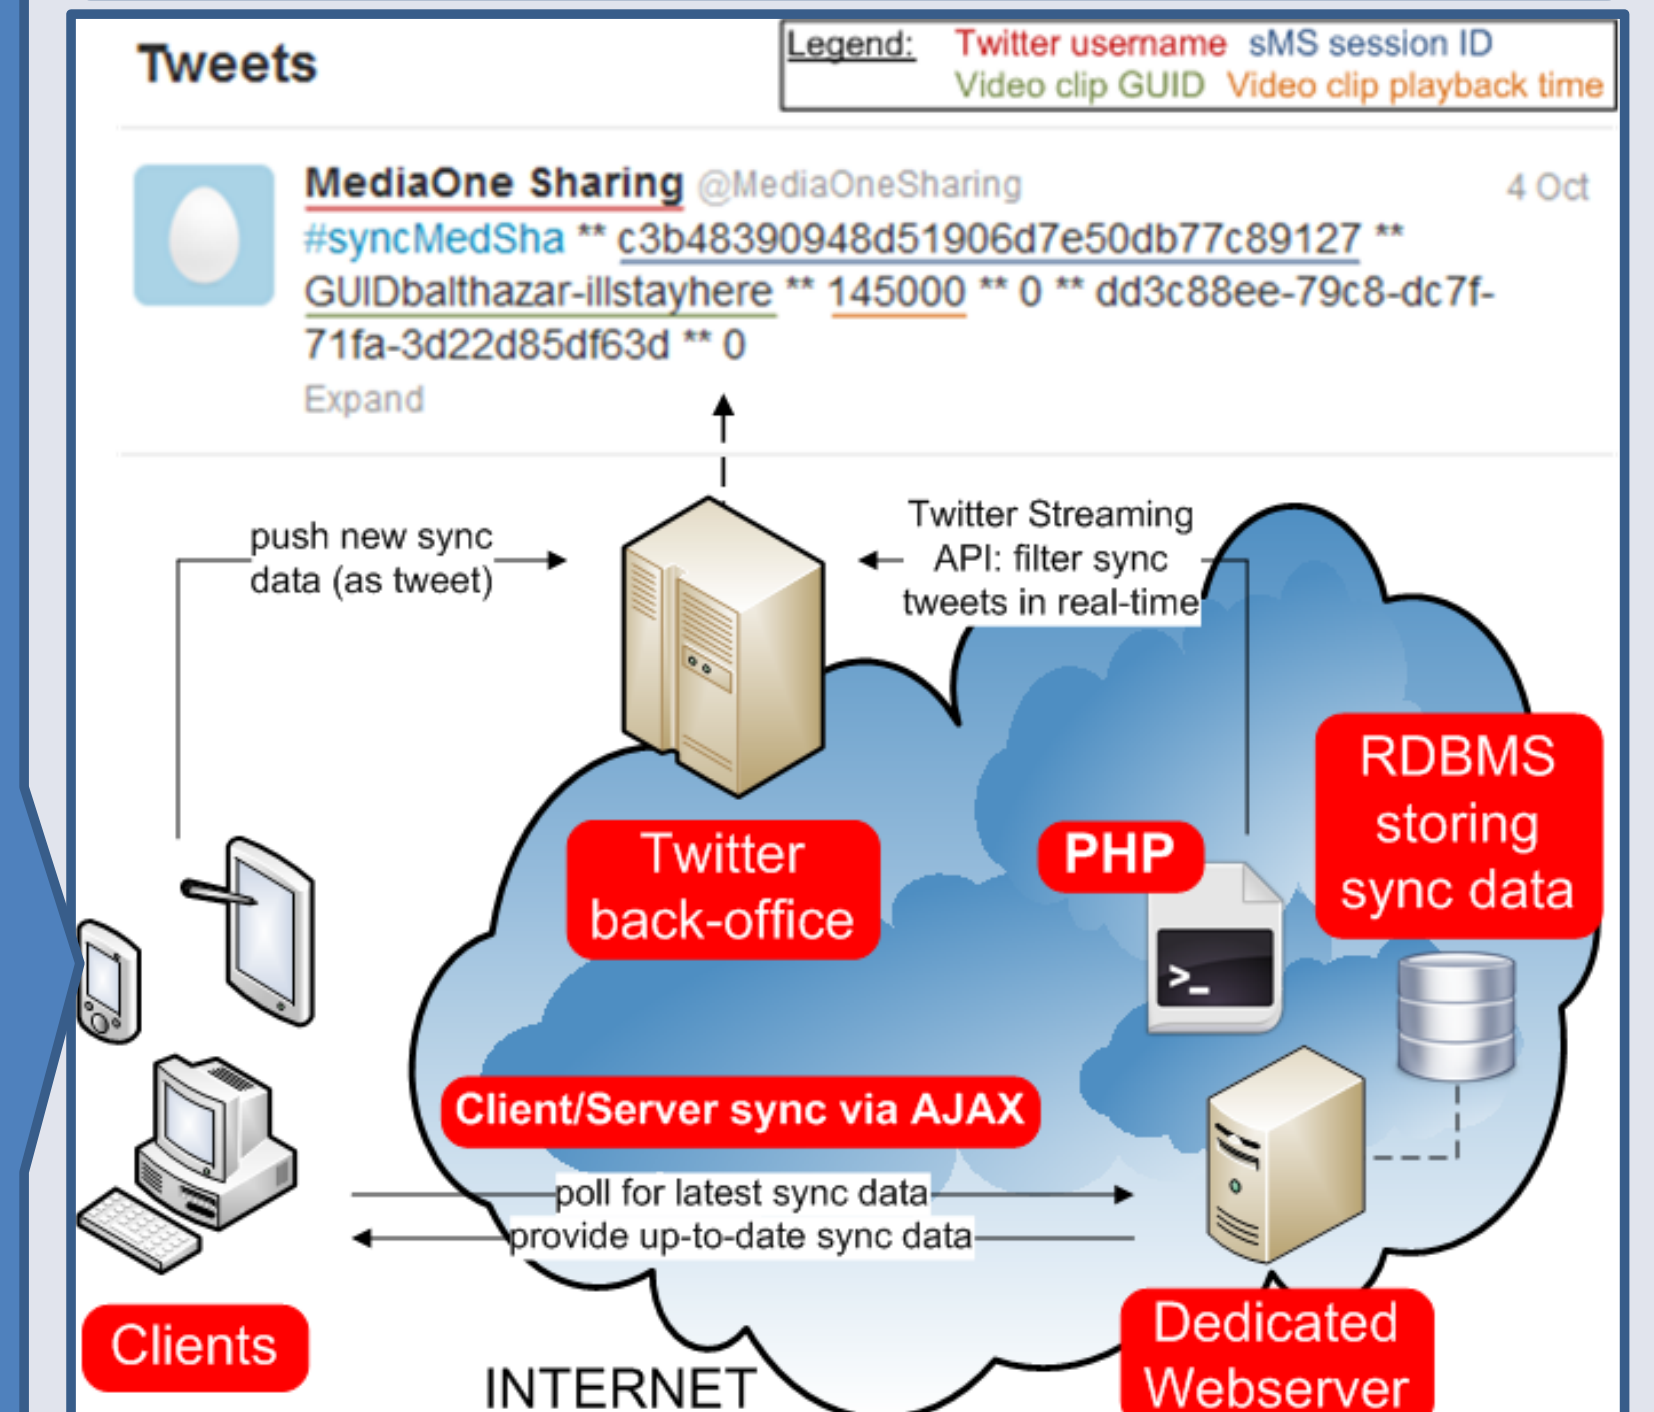 Tweets
Legend: Twitter username sMS session ID
Video clip GUID Video clip playback time
MediaOne Sharing @MediaOneSharing 4 Oct
#syncMedSha ** c3b48390948d51906d7e50db77c89127 **
GUIDbalthazar-illstayhere ** 145000 ** 0 ** dd3c88ee-79c8-dc7f-
71fa-3d22d85df63d ** 0
Expand
push new sync
data (as tweet)
Twitter Streaming
API: filter sync
tweets in real-time
RDBMS
storing
sync data
Twitter
back-office
PHP
>_
Client/Server sync via AJAX
poll for latest sync data
provide up-to-date sync data
Clients
INTERNET
Dedicated
Webserver